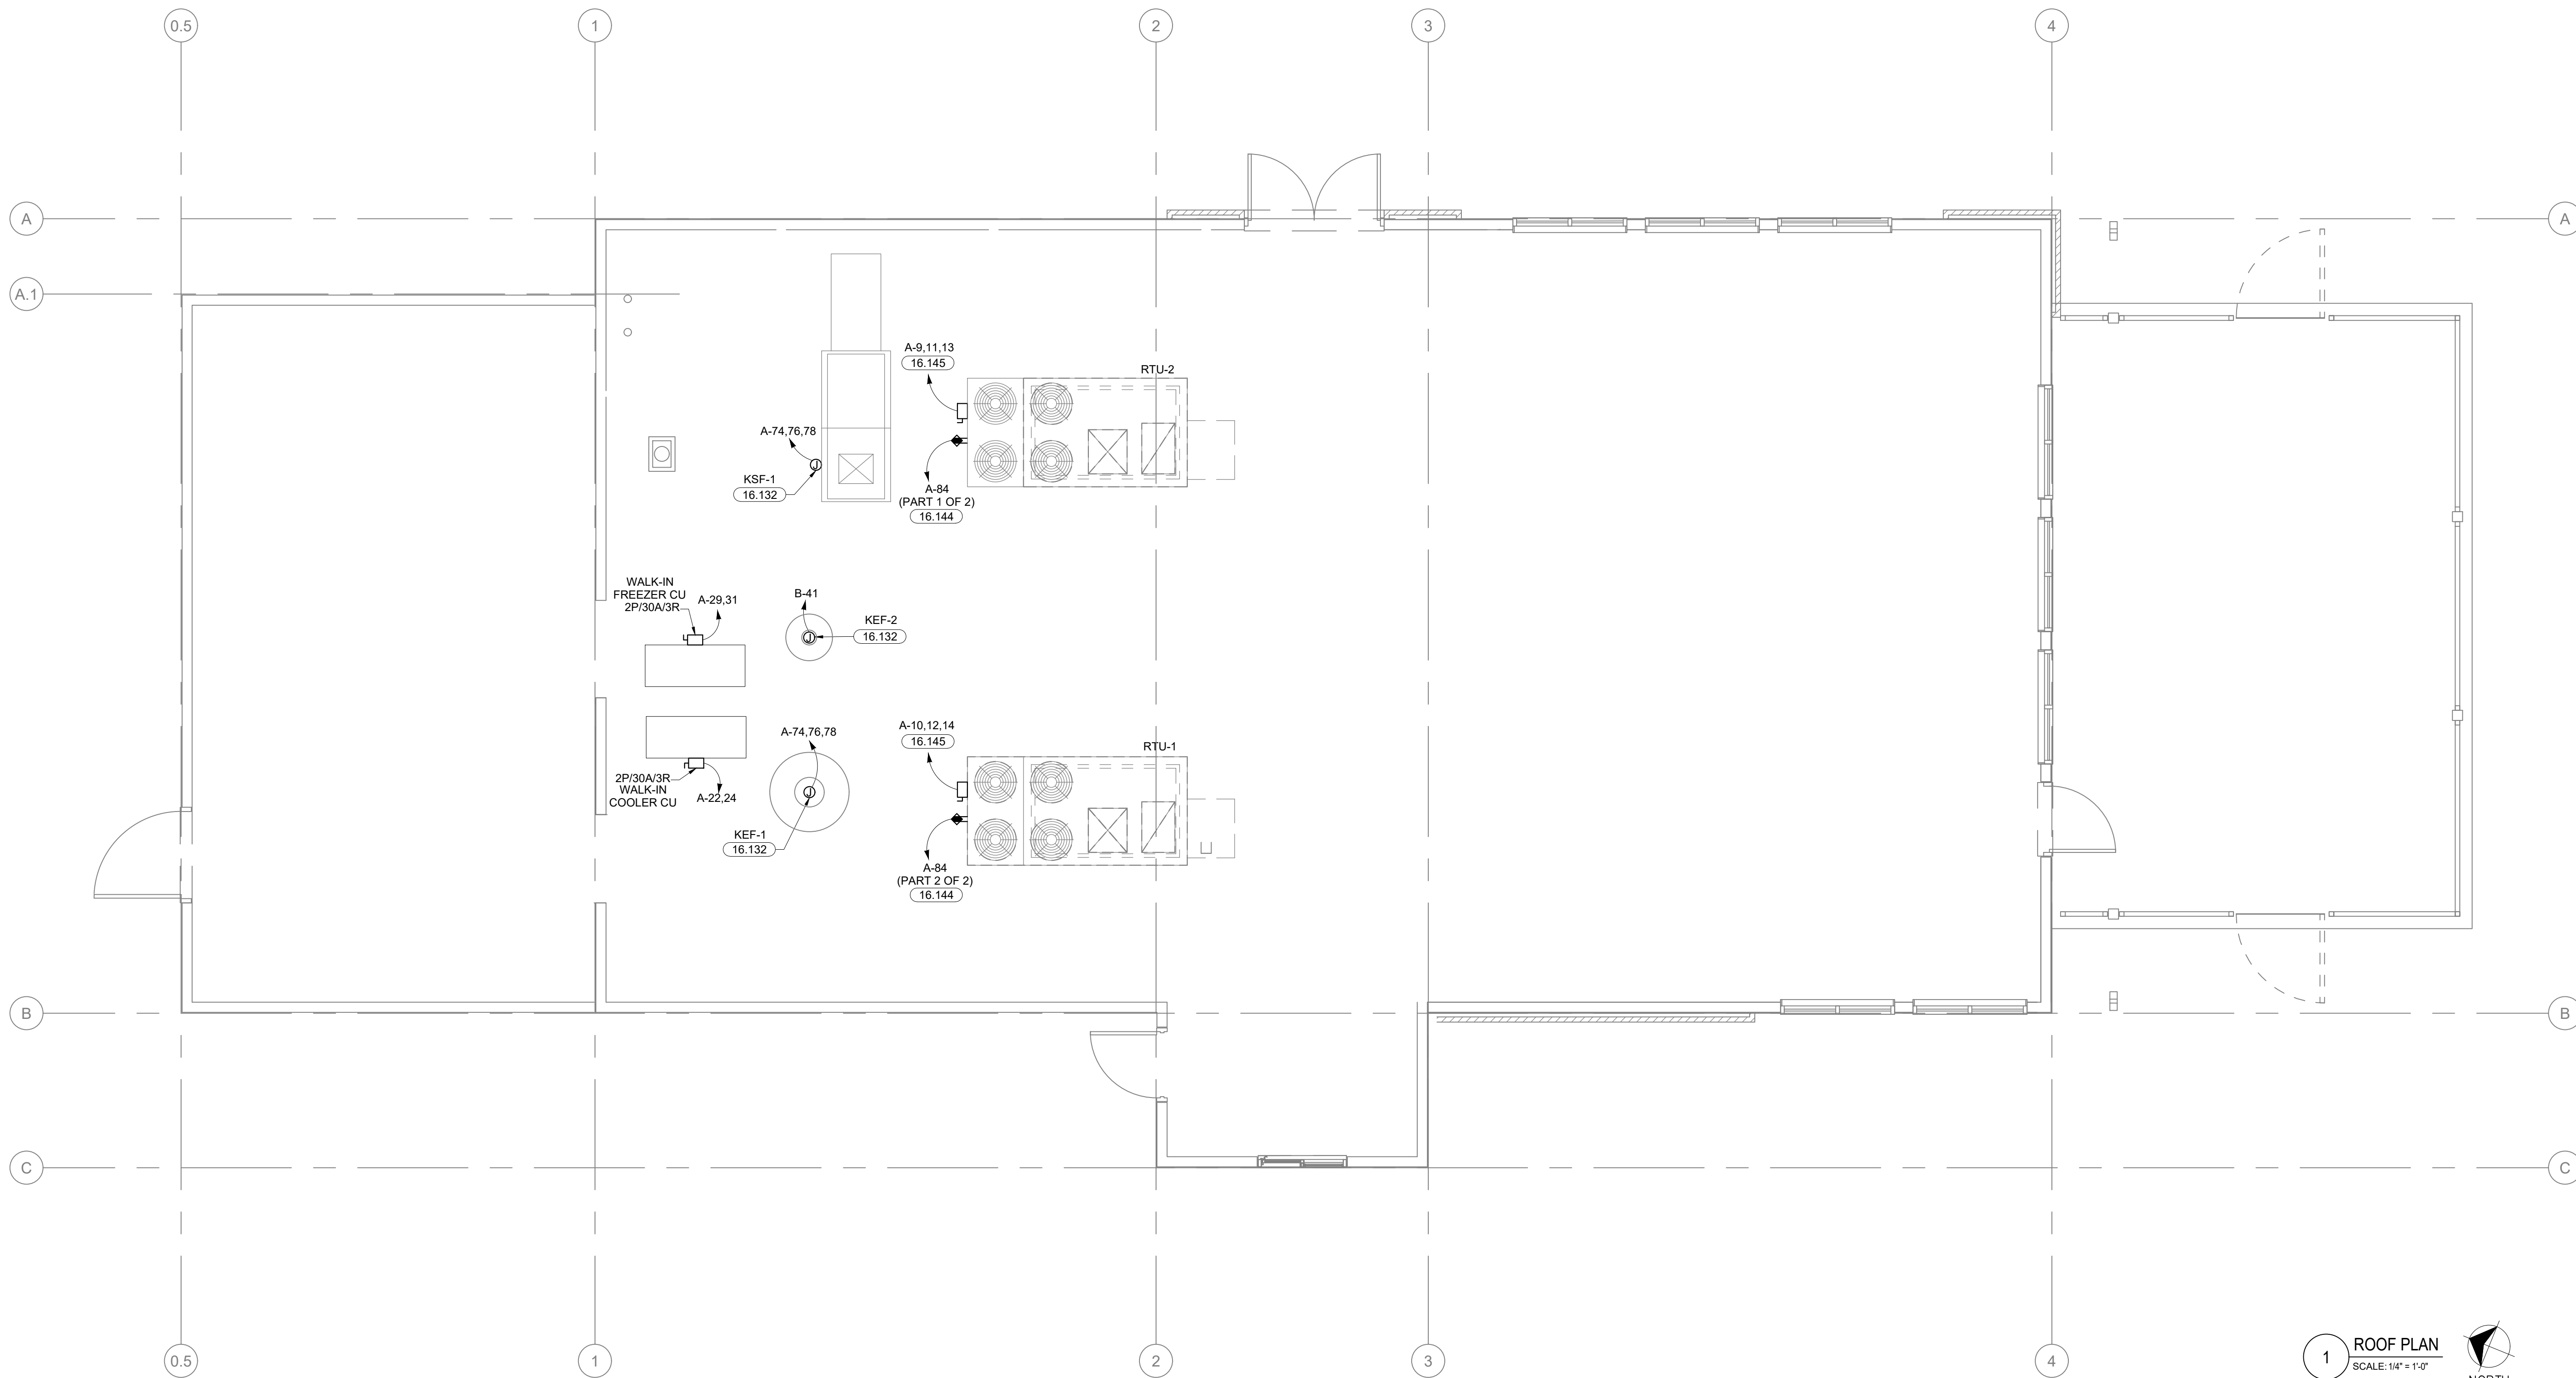 0.5
1
2
3
4
A
A
A.1
A-9,11,13
16.145
RTU-2
A-74,76,78
KSF-1
16.132
A-84
(PART 1 OF 2)
16.144
WALK-IN
FREEZER CU
2P/30A/3R
A-29,31
B-41
KEF-2
16.132
A-10,12,14
16.145
RTU-1
A-74,76,78
2P/30A/3R
WALK-IN
COOLER CU
A-22,24
KEF-1
16.132
A-84
(PART 2 OF 2)
16.144
J
J
J
B
B
C
C
0.5
1
2
3
4
1
ROOF PLAN
SCALE: 1/4" = 1'-0"
NORTH